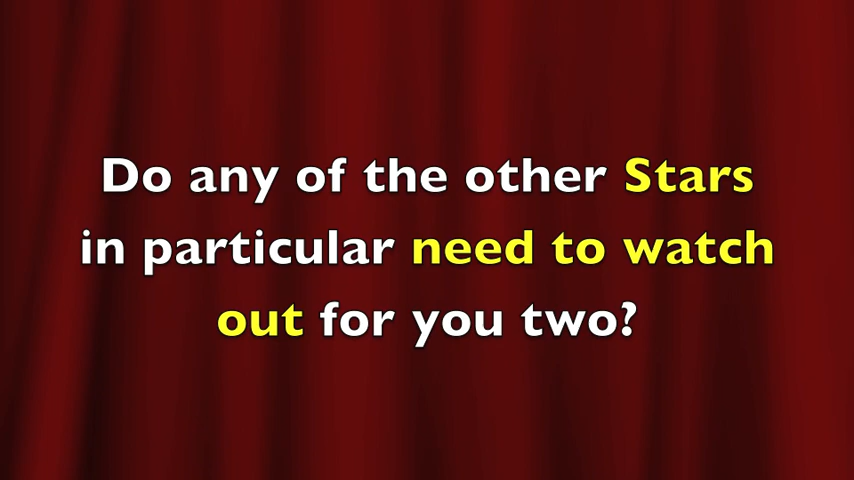 Do any of the other Stars
in particular need to watch
out for you two?